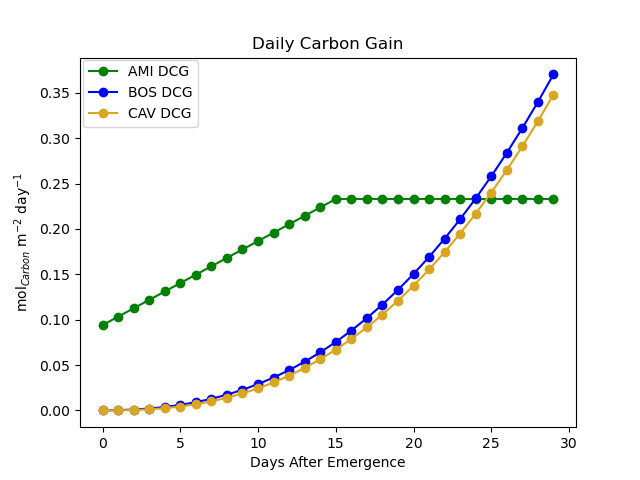 Daily Carbon Gain
AMI DCG
BOS DCG
CAV DCG
mol_Carbon m⁻² day⁻¹
0.35
0.30
0.25
0.20
0.15
0.10
0.05
0.00
0 5 10 15 20 25 30
Days After Emergence